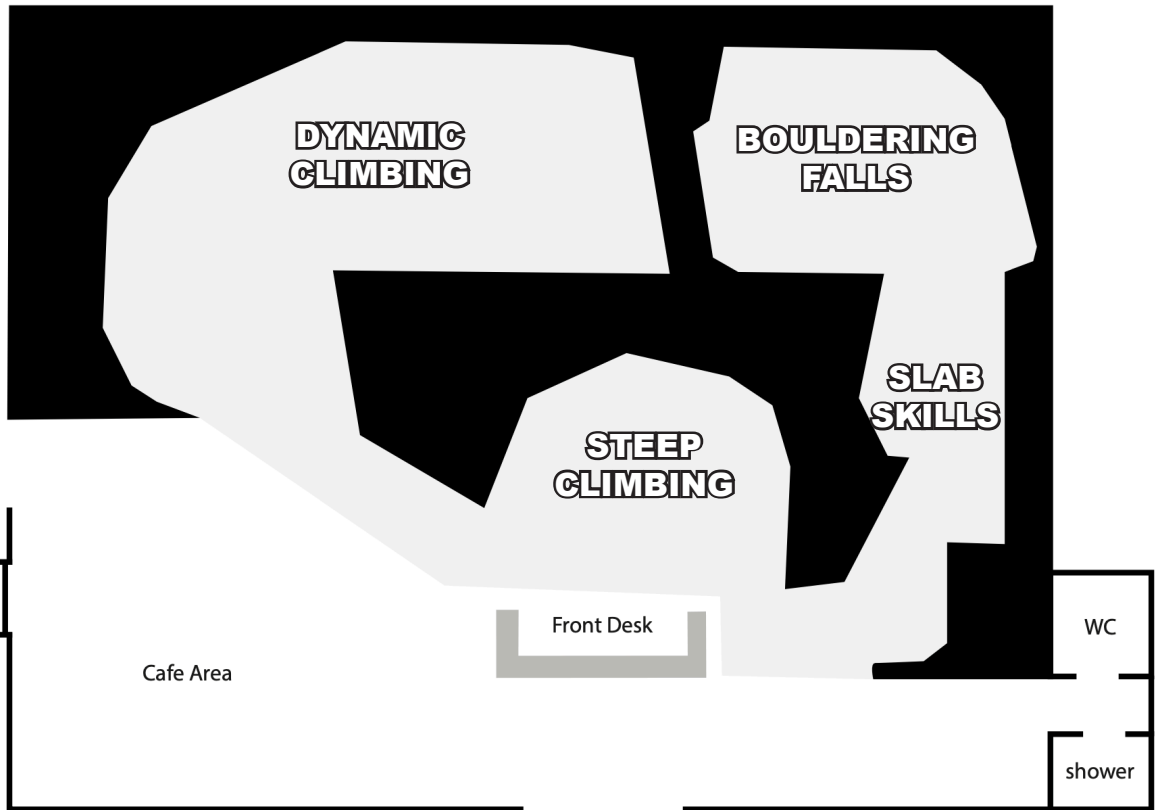 DYNAMIC
CLIMBING
BOULDERING
FALLS
SLAB
SKILLS
STEEP
CLIMBING
Front Desk
WC
Cafe Area
shower